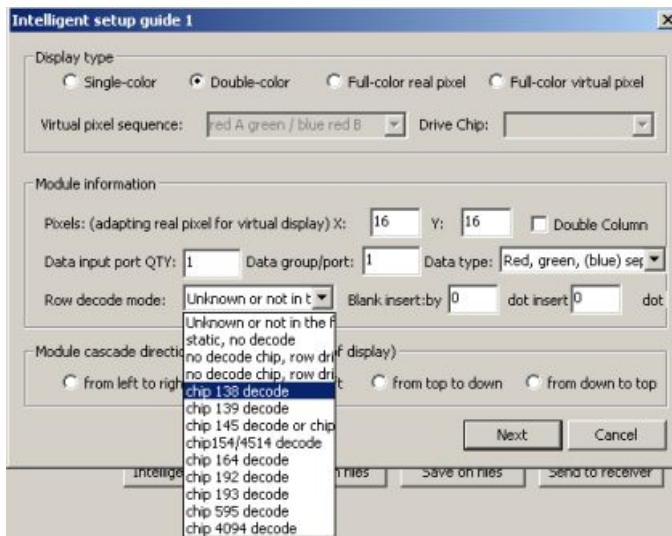 Intelligent setup guide 1
Display type
Single-color Double-color Full-color real pixel Full-color virtual pixel
Virtual pixel sequence: red A green / blue red B Drive Chip:
Module information
Pixels: (adapting real pixel for virtual display) X: 16 Y: 16 Double Column
Data input port QTY: 1 Data group/port: 1 Data type: Red, green, (blue)
Row decode mode: Unknown or not in t Blank insert:by 0 dot insert 0 dot
Unknown or not in the f
static, no decode
Module cascade of display)
no decode chip, row dri
no decode chip, row dri
from left to from top to down from down to top
chip 138 decode
chip 139 decode
chip 145 decode or chip
chip154/4514 decode
Next Cancel
chip 164 decode
chip 192 decode
chip 193 decode
chip 595 decode
chip 4094 decode
Save on files Send to receiver